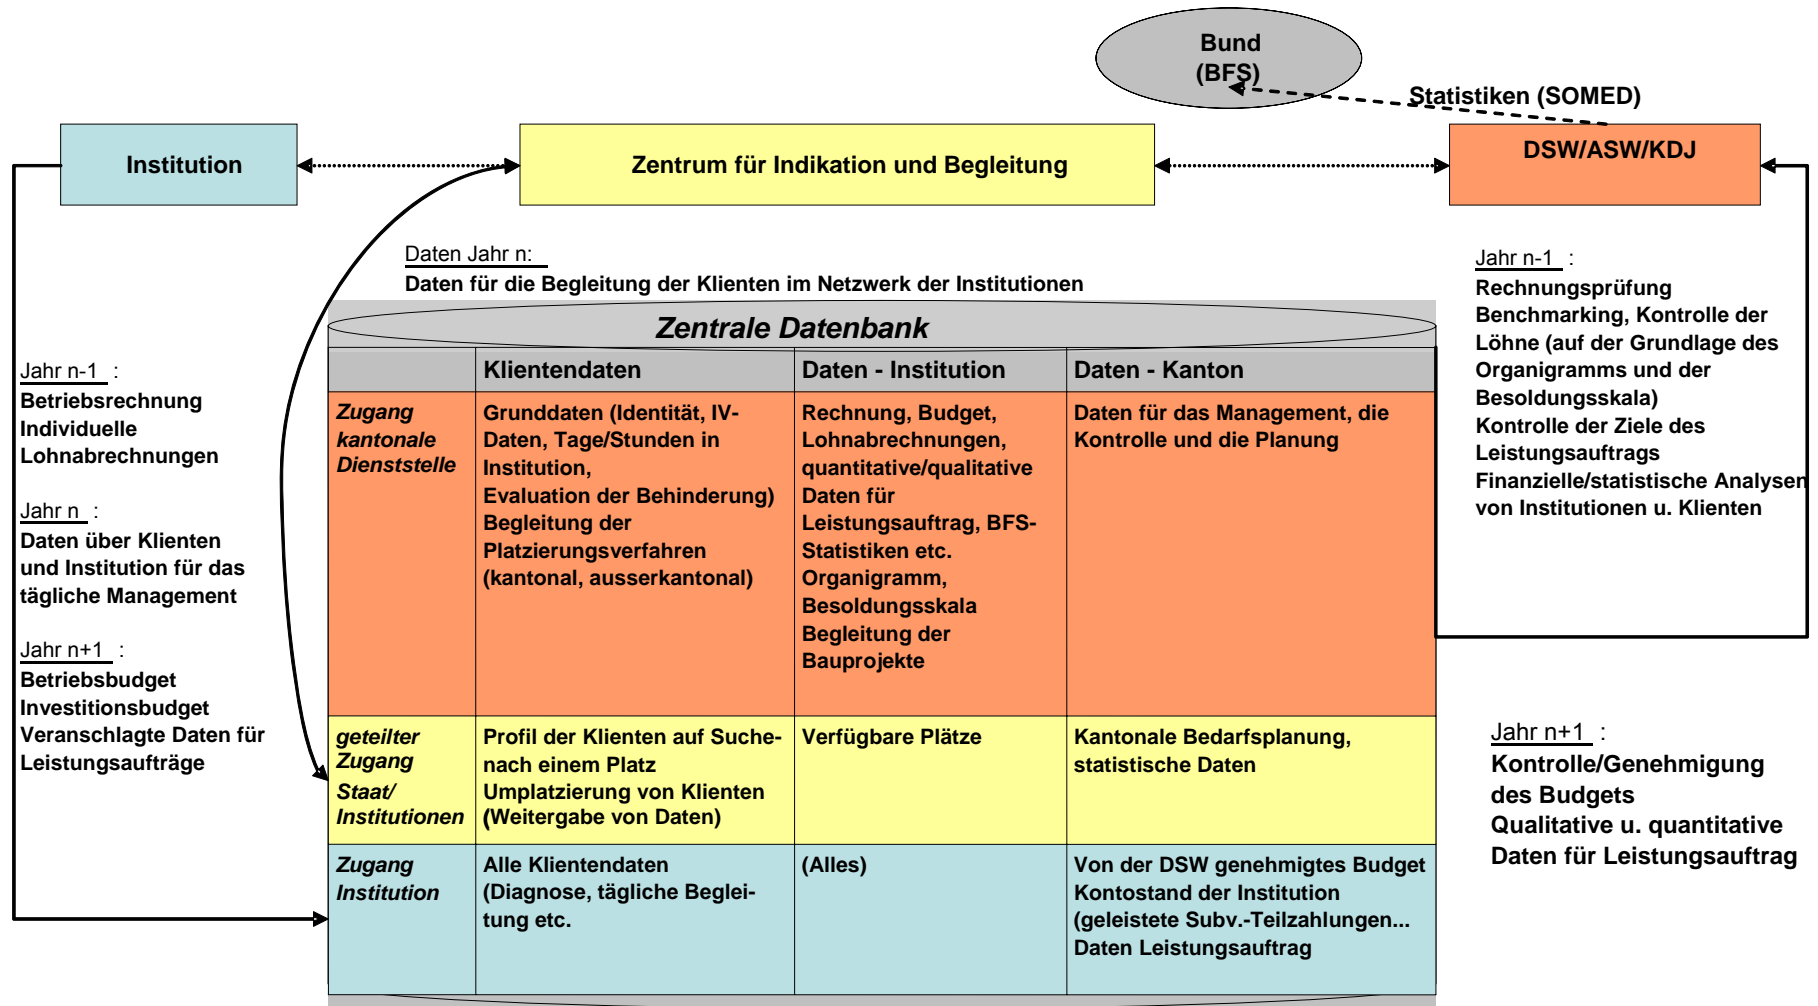 Bund
(BFS)
Statistiken (SOMED)
Institution
Zentrum für Indikation und Begleitung
DSW/ASW/KDJ
Daten Jahr n:
Daten für die Begleitung der Klienten im Netzwerk der Institutionen
Jahr n-1 :
Betriebsrechnung
Individuelle
Lohnabrechnungen
Jahr n :
Daten über Klienten
und Institution für das
tägliche Management
Jahr n+1 :
Betriebsbudget
Investitionsbudget
Veranschlagte Daten für
Leistungsaufträge
Zentrale Datenbank
Klientendaten
Daten - Institution
Daten - Kanton
Zugang
kantonale
Dienststelle
Grunddaten (Identität, IV-
Daten, Tage/Stunden in
Institution,
Evaluation der Behinderung)
Begleitung der
Platzierungsverfahren
(kantonal, ausserkantonal)
Rechnung, Budget,
Lohnabrechnungen,
quantitative/qualitative
Daten für
Leistungsauftrag, BFS-
Statistiken etc.
Organigramm,
Besoldungsskala
Begleitung der
Bauprojekte
Daten für das Management, die
Kontrolle und die Planung
geteilter
Zugang
Staat/
Institutionen
Profil der Klienten auf Suche-
nach einem Platz
Umplatzierung von Klienten
(Weitergabe von Daten)
Verfügbare Plätze
Kantonale Bedarfsplanung,
statistische Daten
Zugang
Institution
Alle Klientendaten
(Diagnose, tägliche Beglei-
tung etc.
(Alles)
Von der DSW genehmigtes Budget
Kontostand der Institution
(geleistete Subv.-Teilzahlungen...
Daten Leistungsauftrag
Jahr n-1 :
Rechnungsprüfung
Benchmarking, Kontrolle der
Löhne (auf der Grundlage des
Organigramms und der
Besoldungsskala)
Kontrolle der Ziele des
Leistungsauftrags
Finanzielle/statistische Analysen
von Institutionen u. Klienten
Jahr n+1 :
Kontrolle/Genehmigung
des Budgets
Qualitative u. quantitative
Daten für Leistungsauftrag